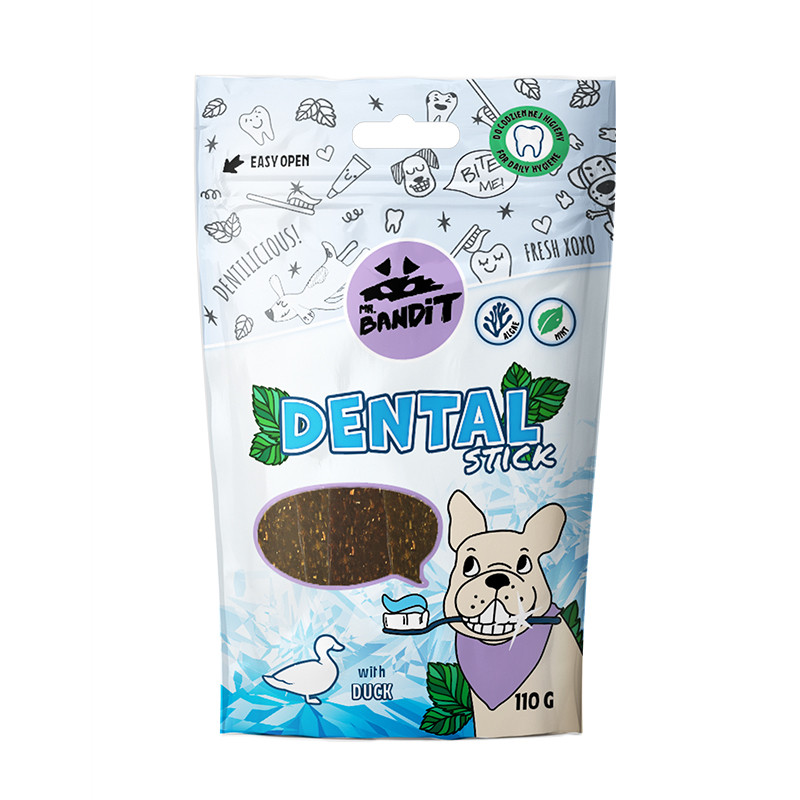 DO CODZIENNEJ HIGIENY
FOR DAILY HYGIENE
EASY OPEN
BITE ME!
DENTILICIOUS!
FRESH XOXO
MR.
BANDIT
ALGAE
MINT
DENTAL
STICK
with
DUCK
110 G